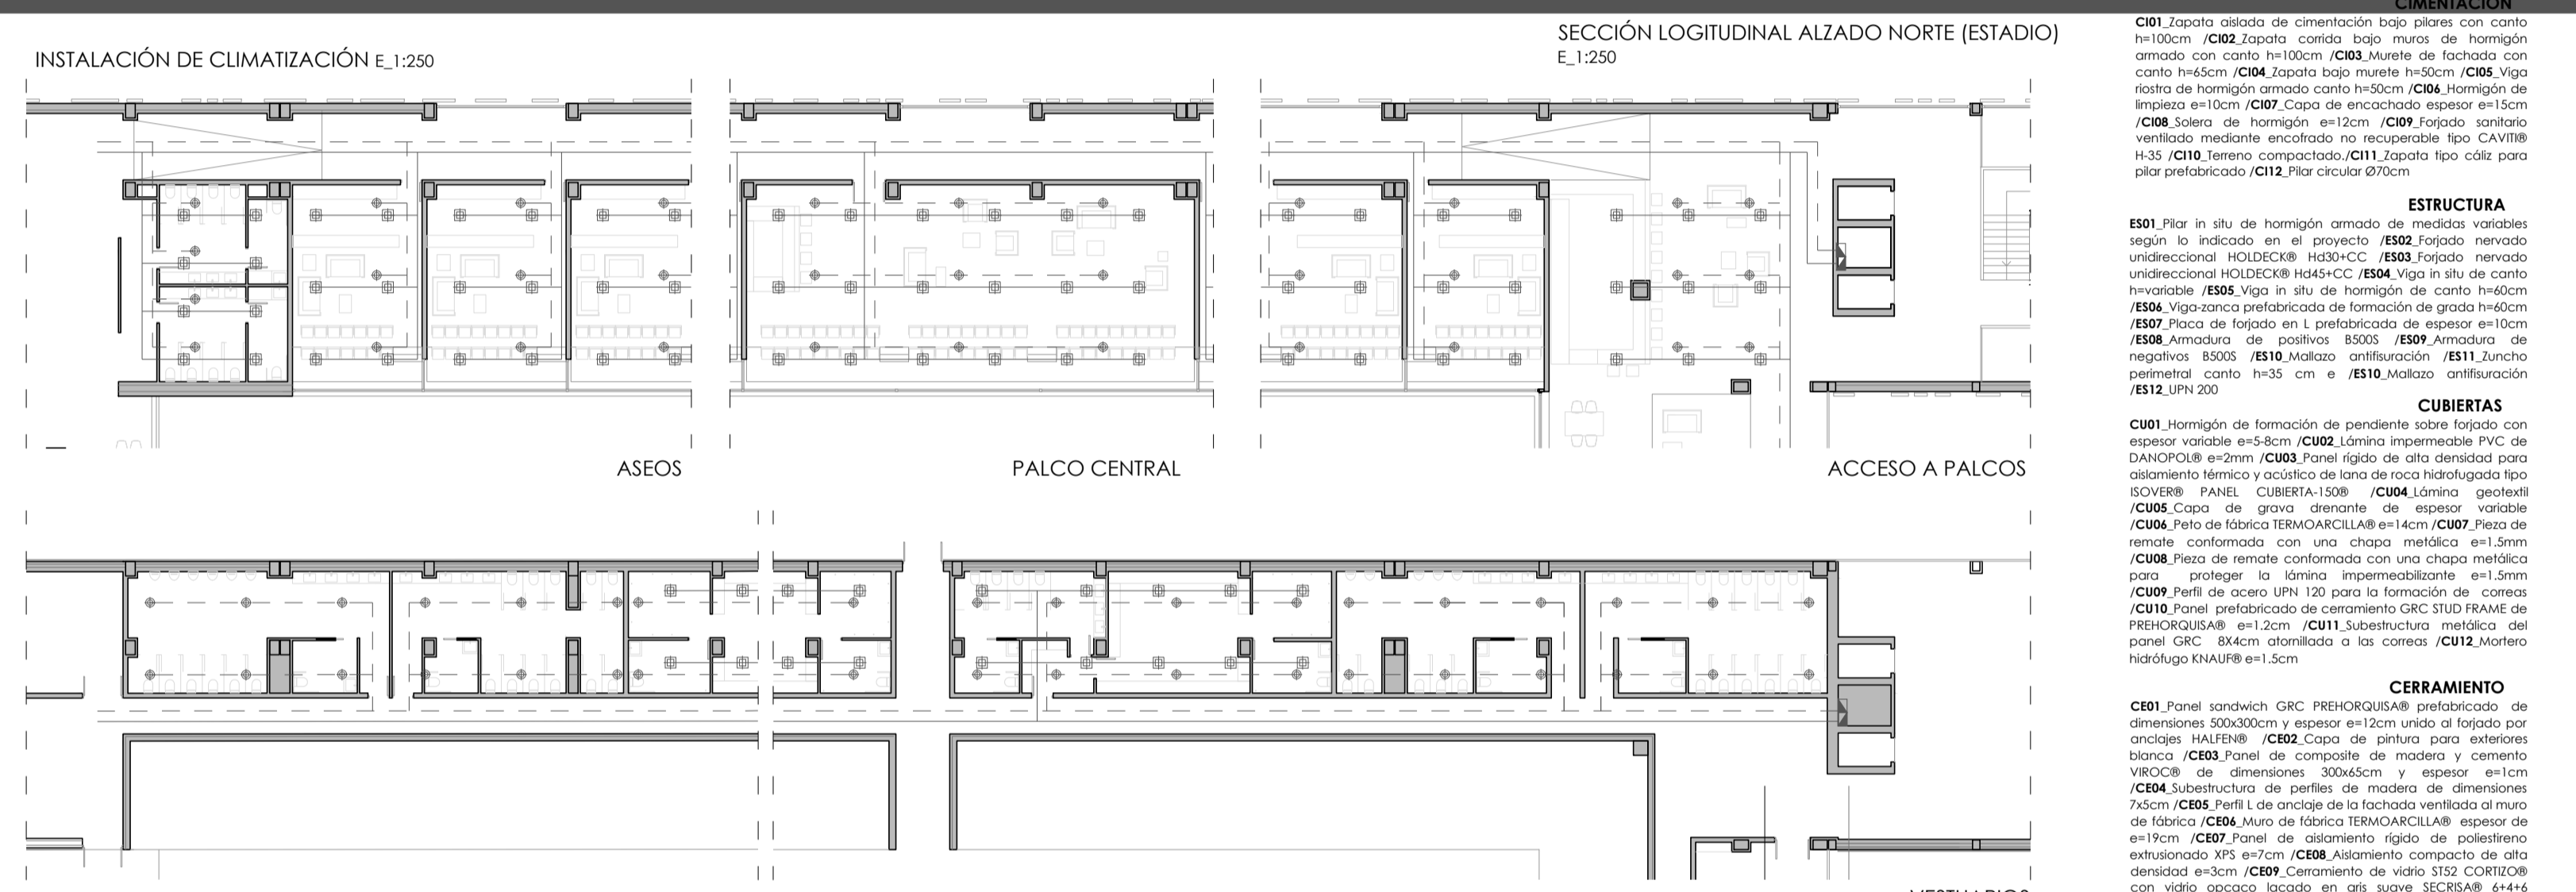 INSTALACIÓN DE CLIMATIZACIÓN E_1:250
SECCIÓN LOGITUDINAL ALZADO NORTE (ESTADIO)
E_1:250
ASEOS
PALCO CENTRAL
ACCESO A PALCOS
CIMENTACIÓN
CI01_Zapata aislada de cimentación bajo pilares con canto
h=100cm /CI02_Zapata corrida bajo muros de hormigón
armado con canto h=100cm /CI03_Murete de fachada con
canto h=65cm /CI04_Zapata bajo murete h=50cm /CI05_Viga
riostra de hormigón armado canto h=50cm /CI06_Hormigón de
limpieza e=10cm /CI07_Capa de encachado espesor e=15cm
/CI08_Solera de hormigón e=12cm /CI09_Forjado sanitario
ventilado mediante encofrado no recuperable tipo CAVITI®
H-35 /CI10_Terreno compactado./CI11_Zapata tipo cáliz para
pilar prefabricado /CI12_Pilar circular Ø70cm
ESTRUCTURA
ES01_Pilar in situ de hormigón armado de medidas variables
según lo indicado en el proyecto /ES02_Forjado nervado
unidireccional HOLDECK® Hd30+CC /ES03_Forjado nervado
unidireccional HOLDECK® Hd45+CC /ES04_Viga in situ de canto
h=variable /ES05_Viga in situ de hormigón de canto h=60cm
/ES06_Viga-zanca prefabricada de formación de grada h=60cm
/ES07_Placa de forjado en L prefabricada de espesor e=10cm
/ES08_Armadura de positivos B500S /ES09_Armadura de
negativos B500S /ES10_Mallazo antifisuración /ES11_Zuncho
perimetral canto h=35 cm e /ES10_Mallazo antifisuración
/ES12_UPN 200
CUBIERTAS
CU01_Hormigón de formación de pendiente sobre forjado con
espesor variable e=5-8cm /CU02_Lámina impermeable PVC de
DANOPOL® e=2mm /CU03_Panel rígido de alta densidad para
aislamiento térmico y acústico de lana de roca hidrofugada tipo
ISOVER® PANEL CUBIERTA-150® /CU04_Lámina geotextil
/CU05_Capa de grava drenante de espesor variable
/CU06_Peto de fábrica TERMOARCILLA® e=14cm /CU07_Pieza de
remate conformada con una chapa metálica e=1.5mm
/CU08_Pieza de remate conformada con una chapa metálica
para proteger la lámina impermeabilizante e=1.5mm
/CU09_Perfil de acero UPN 120 para la formación de correas
/CU10_Panel prefabricado de cerramiento GRC STUD FRAME de
PREHORQUISA® e=1.2cm /CU11_Subestructura metálica del
panel GRC 8X4cm atornillada a las correas /CU12_Mortero
hidrófugo KNAUF® e=1.5cm
CERRAMIENTO
CE01_Panel sandwich GRC PREHORQUISA® prefabricado de
dimensiones 500x300cm y espesor e=12cm unido al forjado por
anclajes HALFEN® /CE02_Capa de pintura para exteriores
blanca /CE03_Panel de composite de madera y cemento
VIROC® de dimensiones 300x65cm y espesor e=1cm
/CE04_Subestructura de perfiles de madera de dimensiones
7x5cm /CE05_Perfil L de anclaje de la fachada ventilada al muro
de fábrica /CE06_Muro de fábrica TERMOARCILLA® espesor de
e=19cm /CE07_Panel de aislamiento rígido de poliestireno
extrusionado XPS e=7cm /CE08_Aislamiento compacto de alta
densidad e=3cm /CE09_Cerramiento de vidrio ST52 CORTIZO®
con vidrio opcaco lacado en gris suave SECRISA® 6+4+6
VESTUARIOS